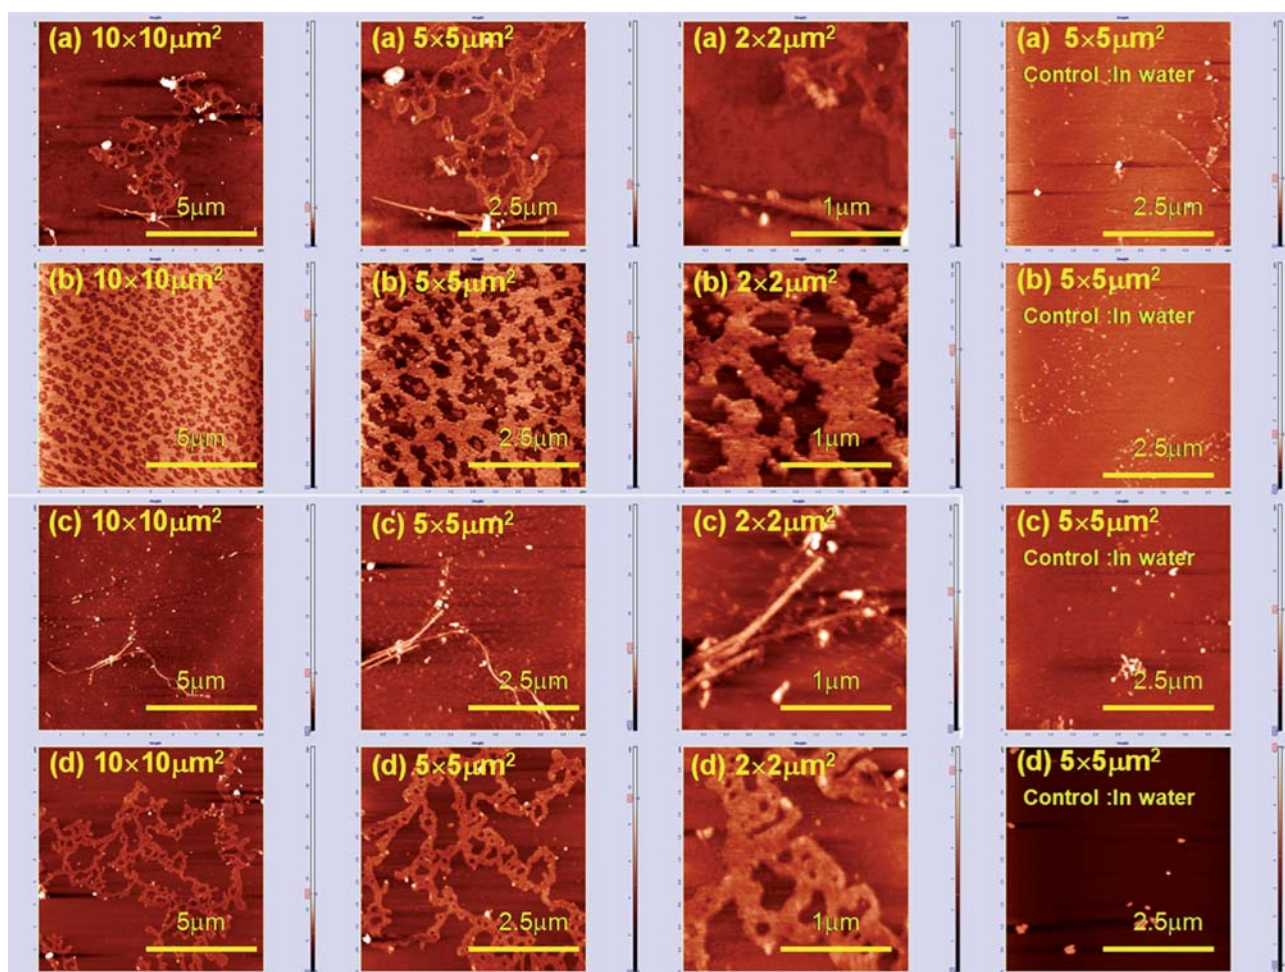 (a) 10×10μm²
5μm
(a) 5×5μm²
2.5μm
(a) 2×2μm²
1μm
(a) 5×5μm²
Control :In water
2.5μm
(b) 10×10μm²
5μm
(b) 5×5μm²
2.5μm
(b) 2×2μm²
1μm
(b) 5×5μm²
Control :In water
2.5μm
(c) 10×10μm²
5μm
(c) 5×5μm²
2.5μm
(c) 2×2μm²
1μm
(c) 5×5μm²
Control :In water
2.5μm
(d) 10×10μm²
5μm
(d) 5×5μm²
2.5μm
(d) 2×2μm²
1μm
(d) 5×5μm²
Control :In water
2.5μm